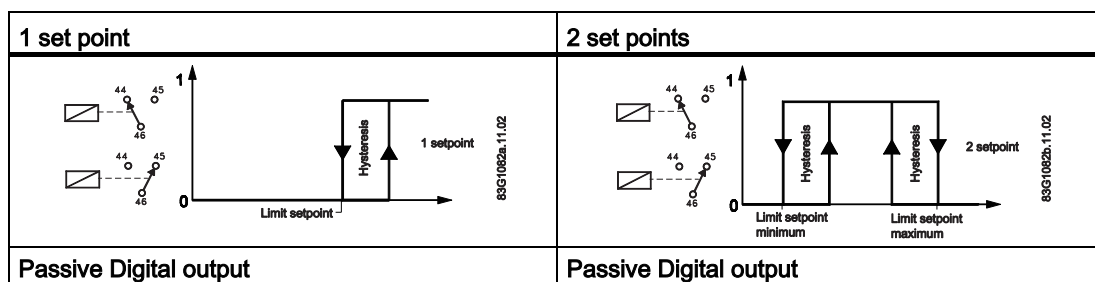 1 set point
1
44
45
46
44
45
46
0
Hysteresis
1 setpoint
Limit setpoint
83G1082a.11.02
Passive Digital output
2 set points
1
44
45
46
44
45
46
0
Hysteresis
Hysteresis
2 setpoint
Limit setpoint
minimum
Limit setpoint
maximum
83G1082b.11.02
Passive Digital output